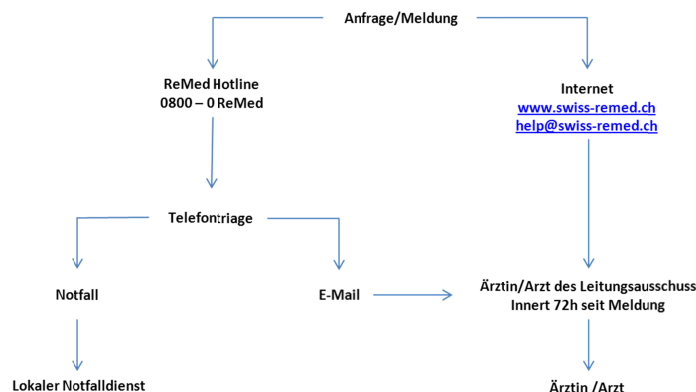 Anfrage/Meldung
ReMed Hotline
0800 – 0 ReMed
Internet
www.swiss-remed.ch
help@swiss-remed.ch
Telefontriage
Notfall
E-Mail
Ärztin/Arzt des Leitungsausschuss
Innert 72h seit Meldung
Lokaler Notfalldienst
Ärztin /Arzt